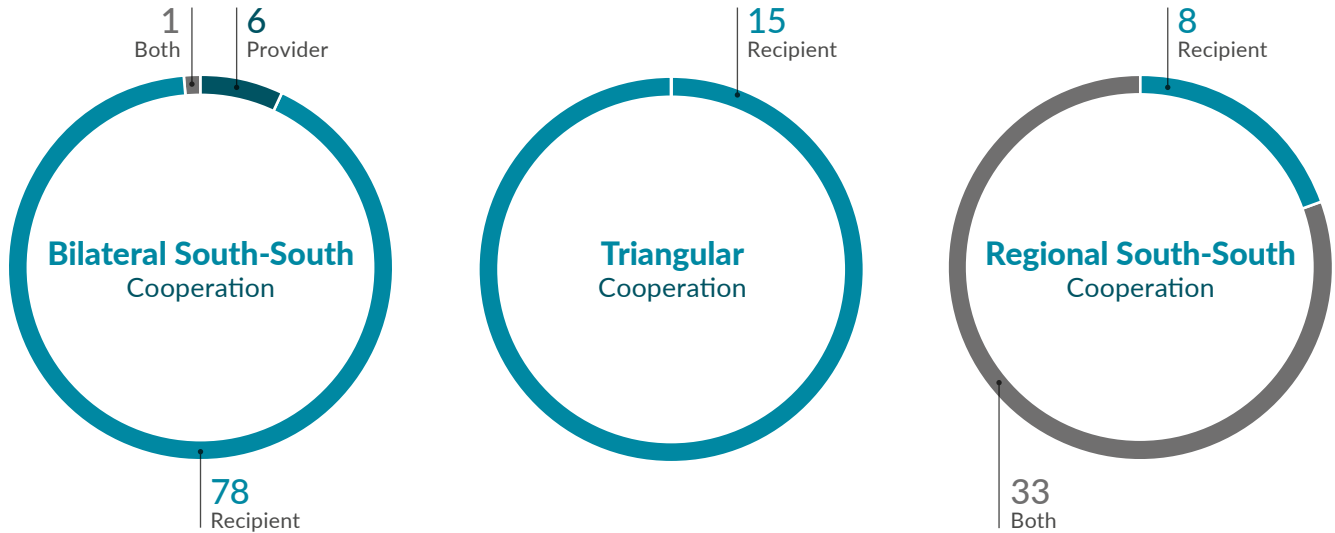 1
Both
6
Provider
Bilateral South-South
Cooperation
78
Recipient
15
Recipient
Triangular
Cooperation
8
Recipient
Regional South-South
Cooperation
33
Both